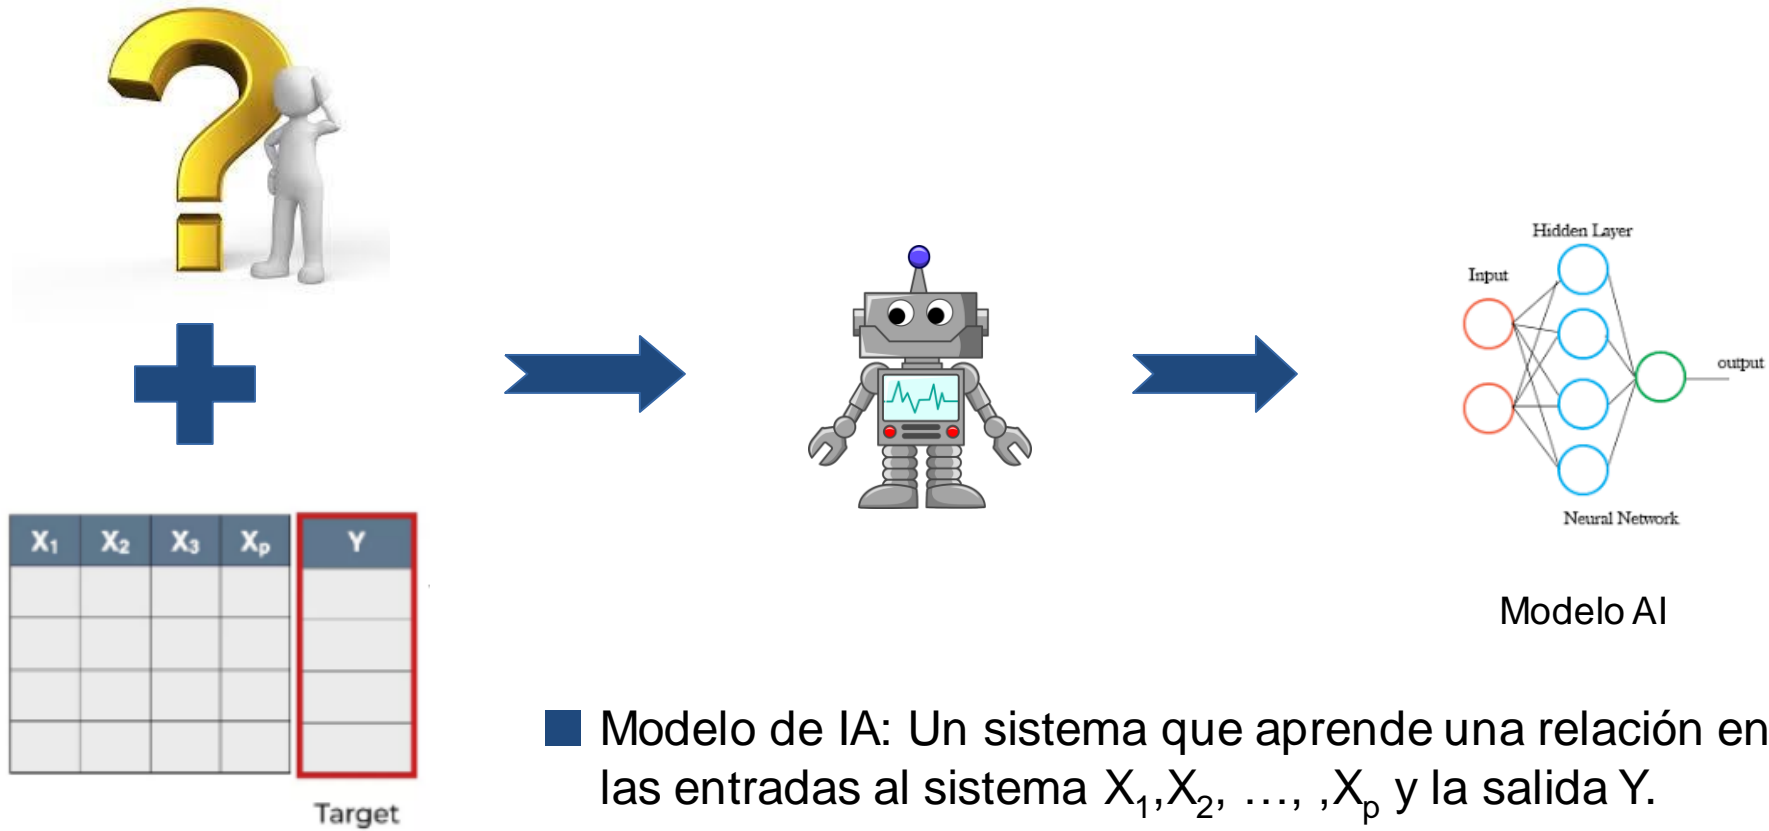 Hidden Layer
Input
output
Neural Network
Modelo AI
X₁ X₂ X₃ Xₚ Y
Target
Modelo de IA: Un sistema que aprende una relación en
las entradas al sistema X₁,X₂, …, ,Xₚ y la salida Y.